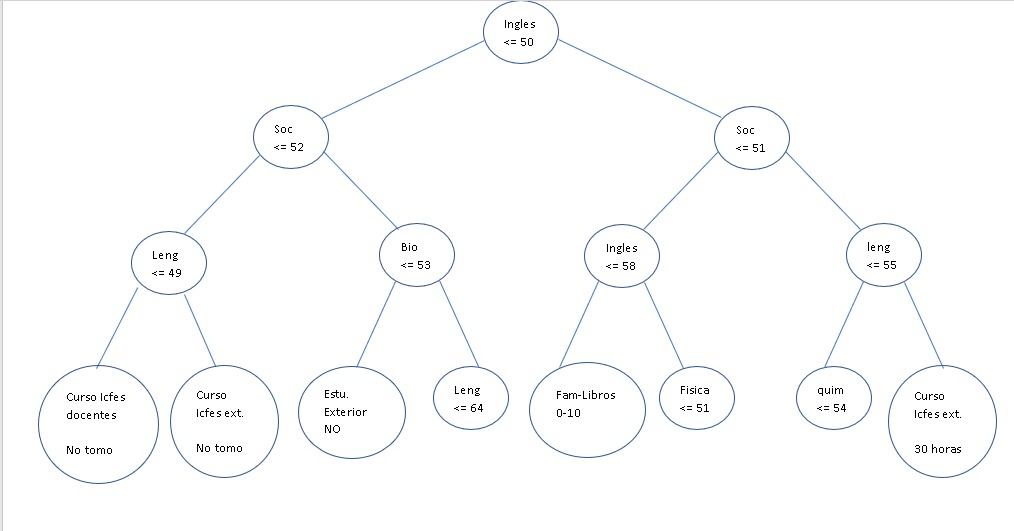 Ingles
<= 50
Soc
<= 52
Soc
<= 51
Leng
<= 49
Bio
<= 53
Ingles
<= 58
leng
<= 55
Curso Icfes
docentes
No tomo
Curso
Icfes ext.
No tomo
Estu.
Exterior
NO
Leng
<= 64
Fam-Libros
0-10
Fisica
<= 51
quim
<= 54
Curso
Icfes ext.
30 horas